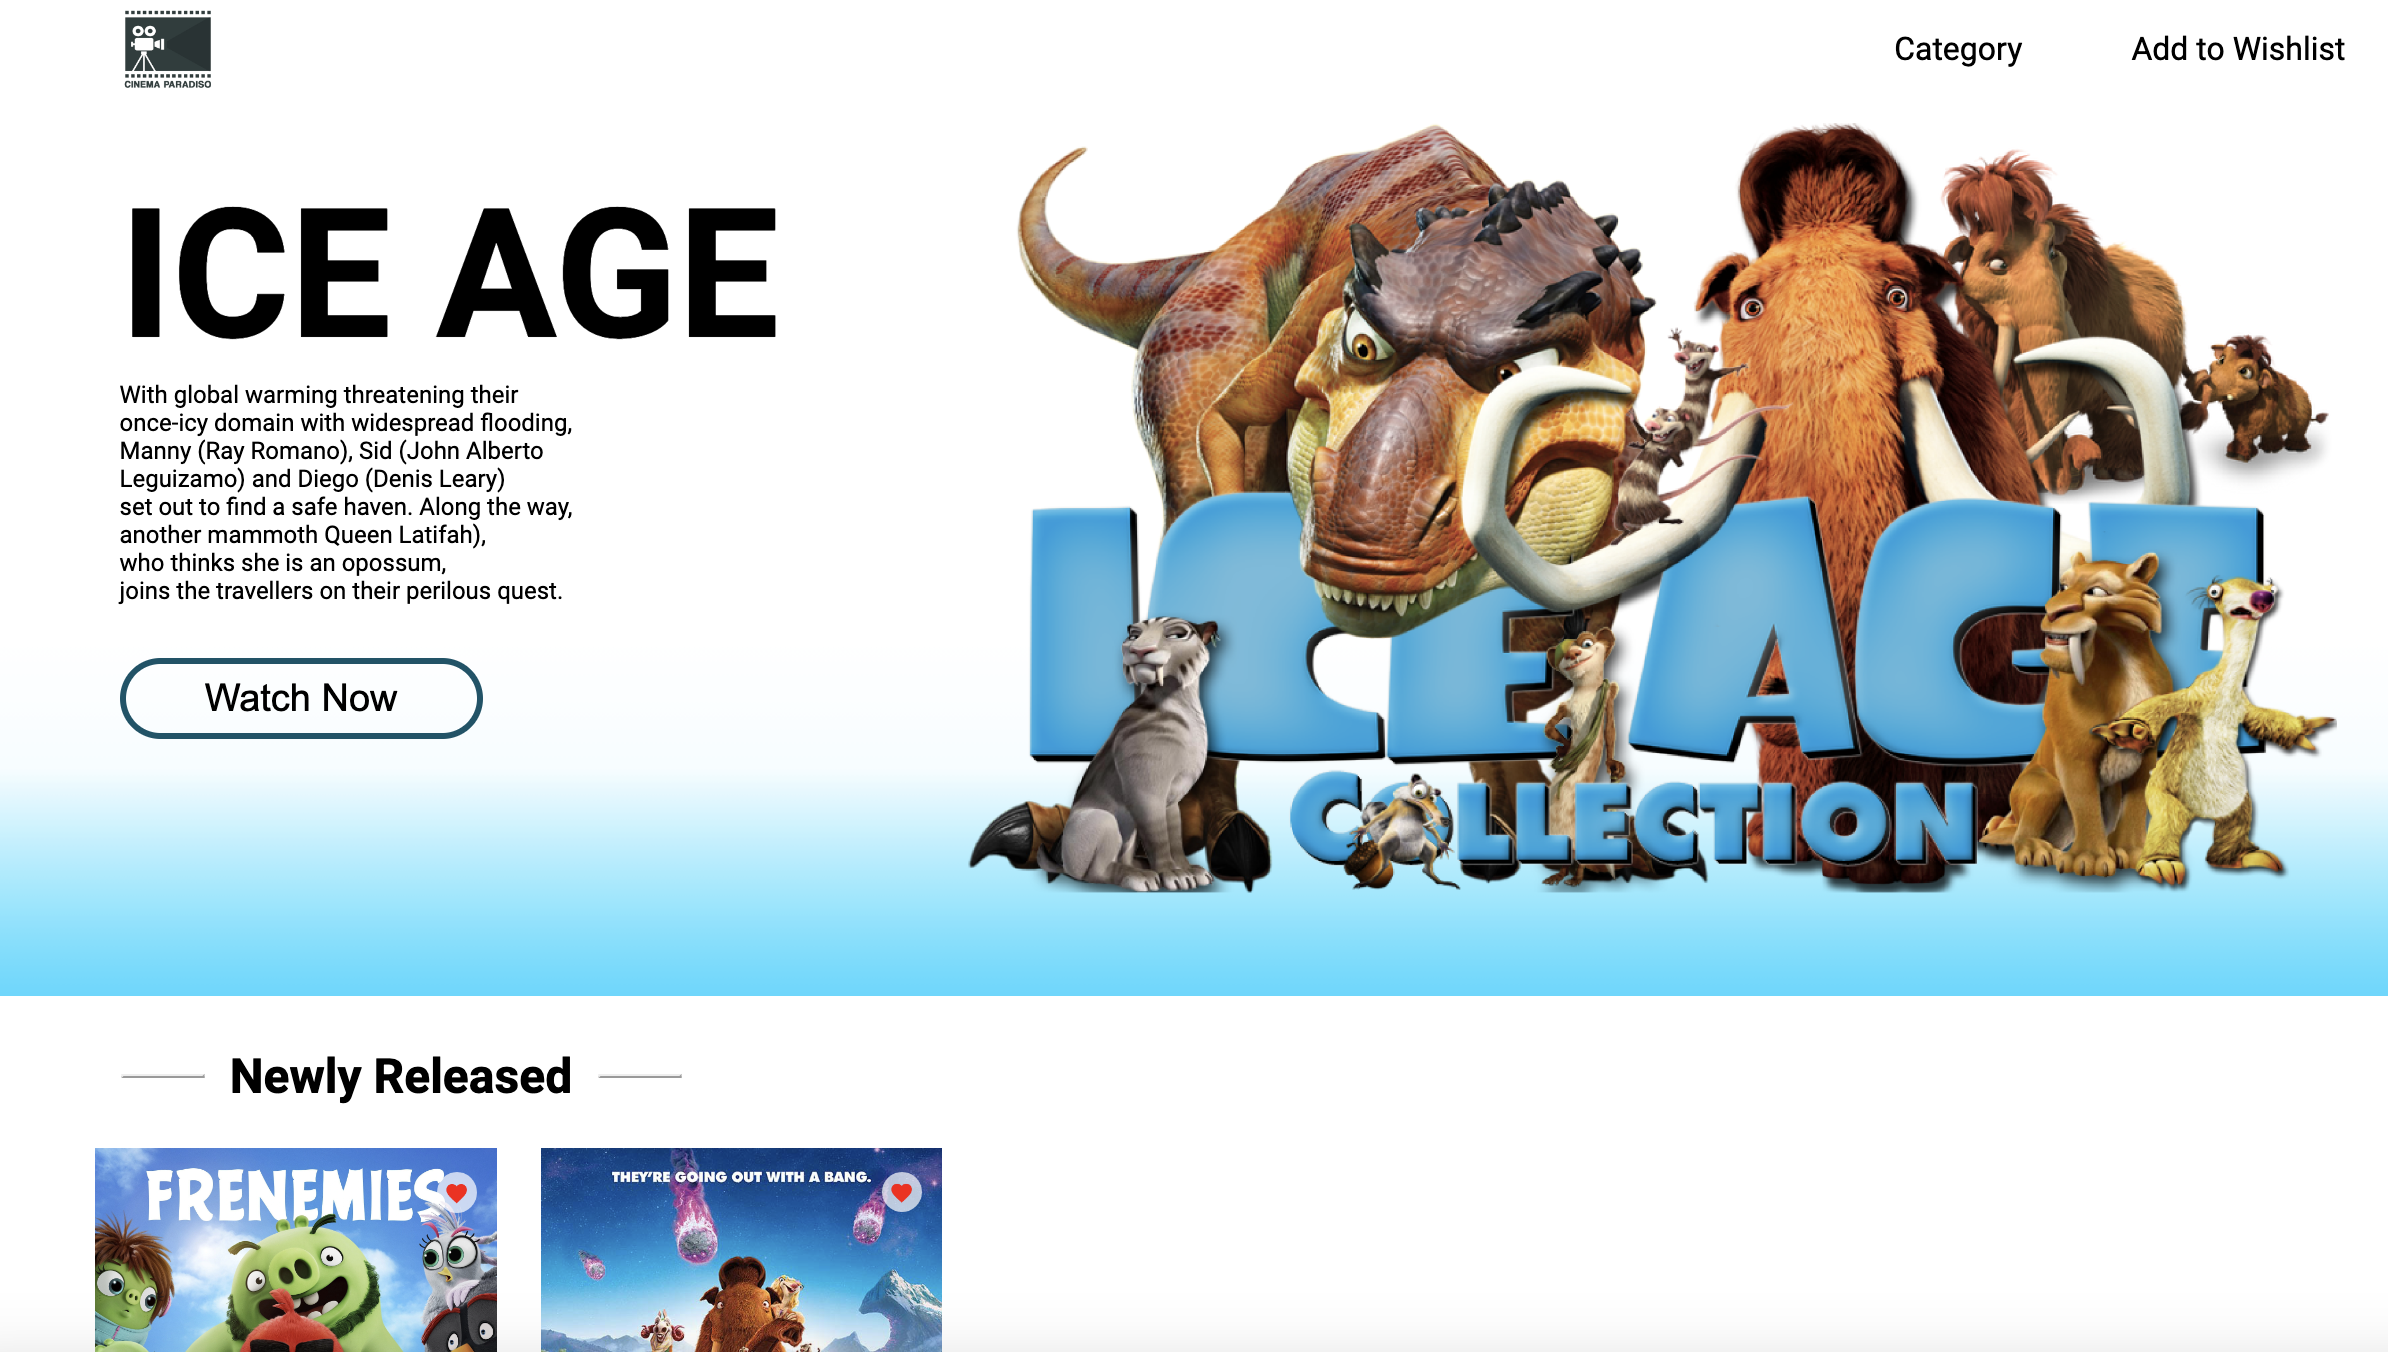 CINEMA PARADISO
Category
Add to Wishlist
ICE AGE
With global warming threatening their
once-icy domain with widespread flooding,
Manny (Ray Romano), Sid (John Alberto
Leguizamo) and Diego (Denis Leary)
set out to find a safe haven. Along the way,
another mammoth Queen Latifah),
who thinks she is an opossum,
joins the travellers on their perilous quest.
Watch Now
ICE AGE
COLLECTION
Newly Released
FRENEMIES
THEY'RE GOING OUT WITH A BANG.